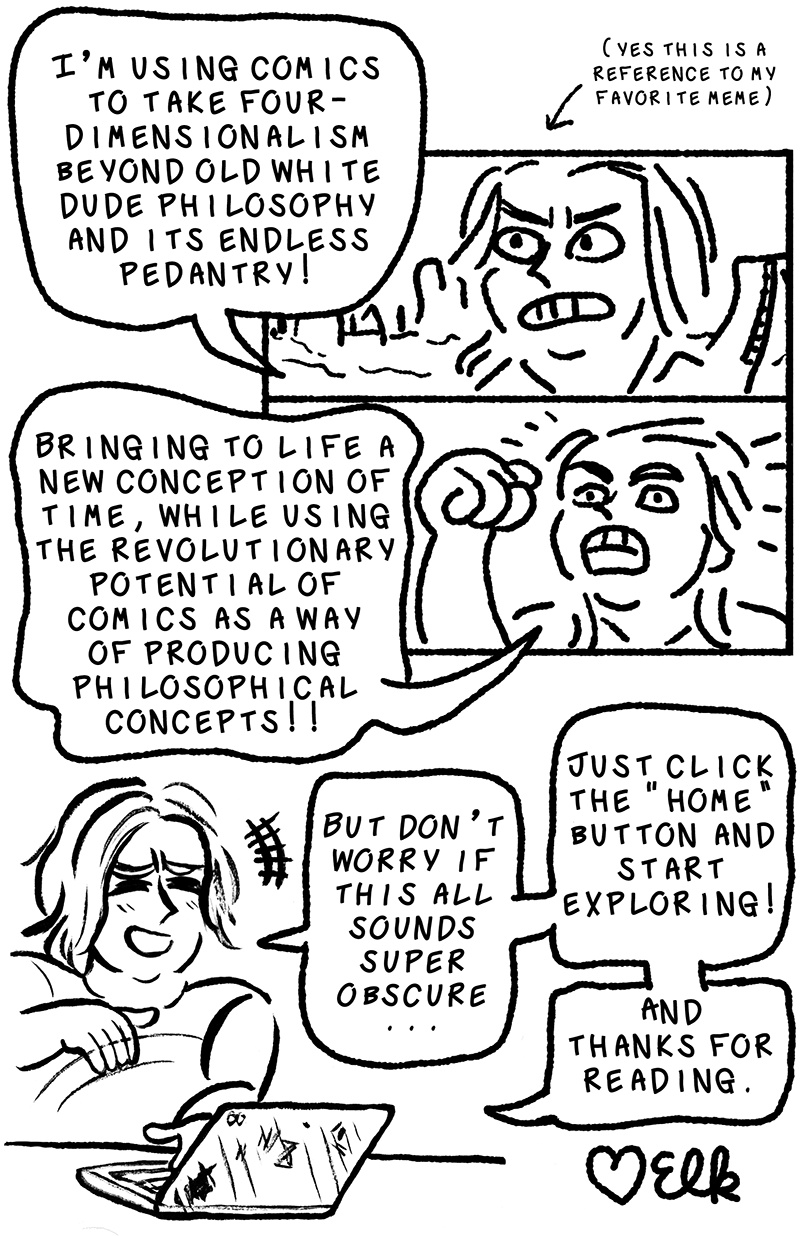 I'M USING COMICS
TO TAKE FOUR-
DIMENSIONALISM
BEYOND OLD WHITE
DUDE PHILOSOPHY
AND ITS ENDLESS
PEDANTRY!
(YES THIS IS A
REFERENCE TO MY
FAVORITE MEME)
BRINGING TO LIFE A
NEW CONCEPTION OF
TIME, WHILE USING
THE REVOLUTIONARY
POTENTIAL OF
COMICS AS A WAY
OF PRODUCING
PHILOSOPHICAL
CONCEPTS!!
BUT DON'T
WORRY IF
THIS ALL
SOUNDS
SUPER
OBSCURE
...
JUST CLICK
THE "HOME"
BUTTON AND
START
EXPLORING!
AND
THANKS FOR
READING.
♡Elk